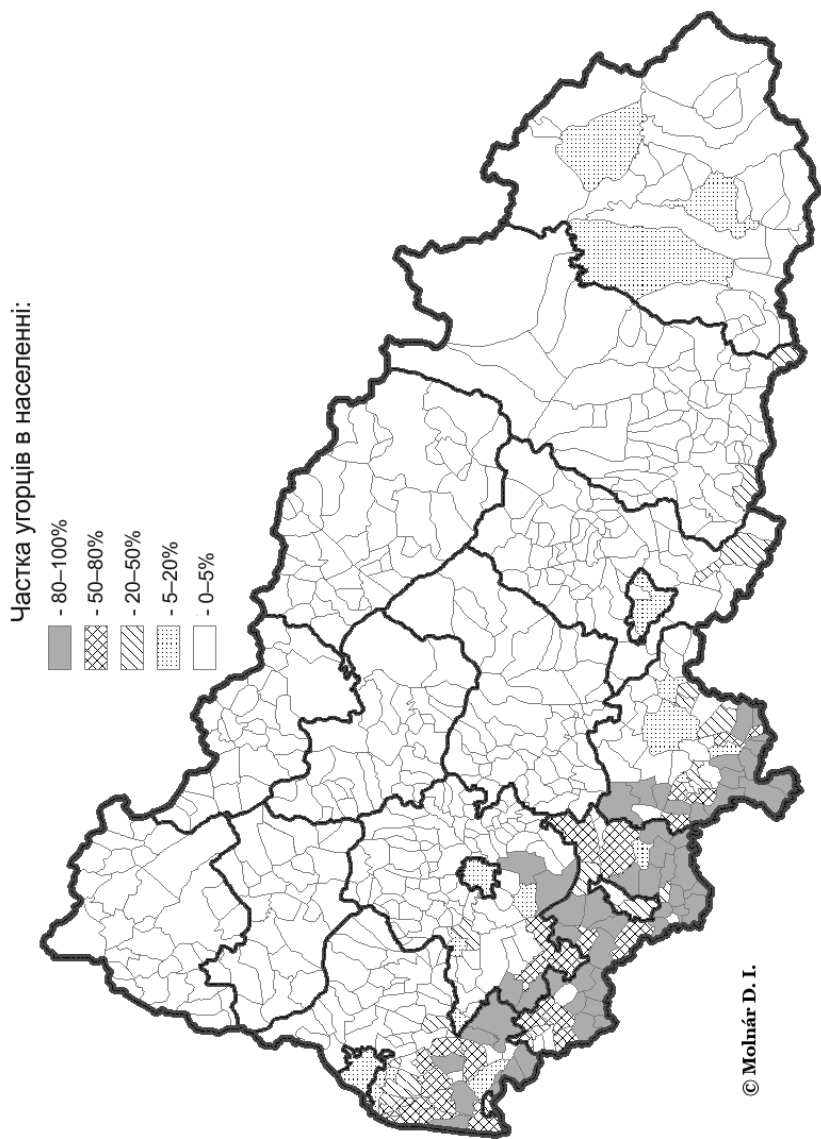 Частка угорців в населенні:
- 80–100%
- 50–80%
- 20–50%
- 5–20%
- 0–5%
© Molnár D. I.